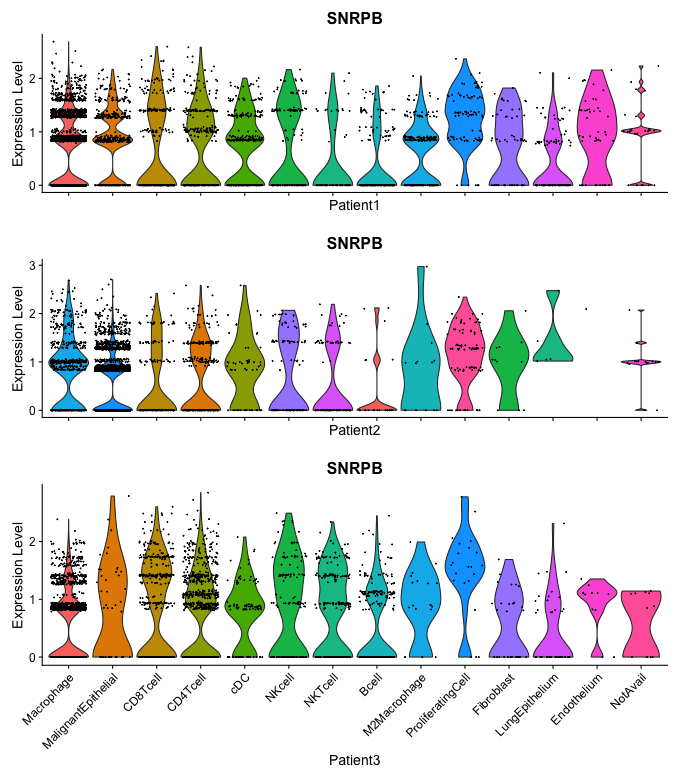 SNRPB
Expression Level
2
1
0
Patient1
SNRPB
Expression Level
3
2
1
0
Patient2
SNRPB
Expression Level
2
1
0
Macrophage
MalignantEpithelial
CD8Tcell
CD4Tcell
cDC
NKcell
NKTcell
Bcell
M2Macrophage
ProliferatingCell
Fibroblast
LungEpithelium
Endothelium
NotAvail
Patient3